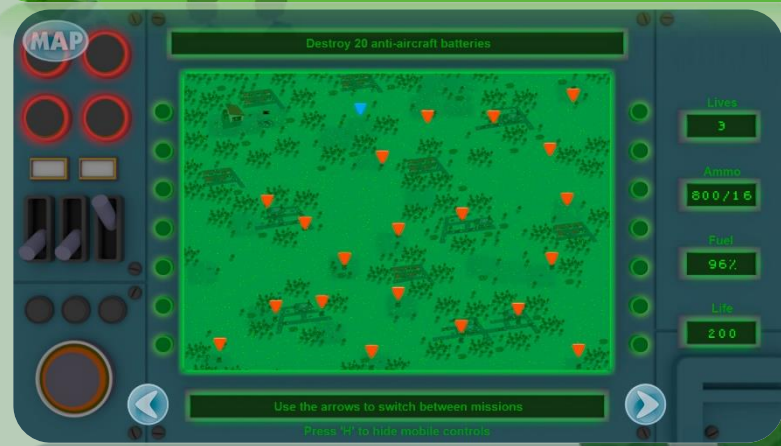 MAP
Destroy 20 anti-aircraft batteries
Lives
3
Ammo
800/16
Fuel
96%
Life
200
Use the arrows to switch between missions
Press 'H' to hide mobile controls